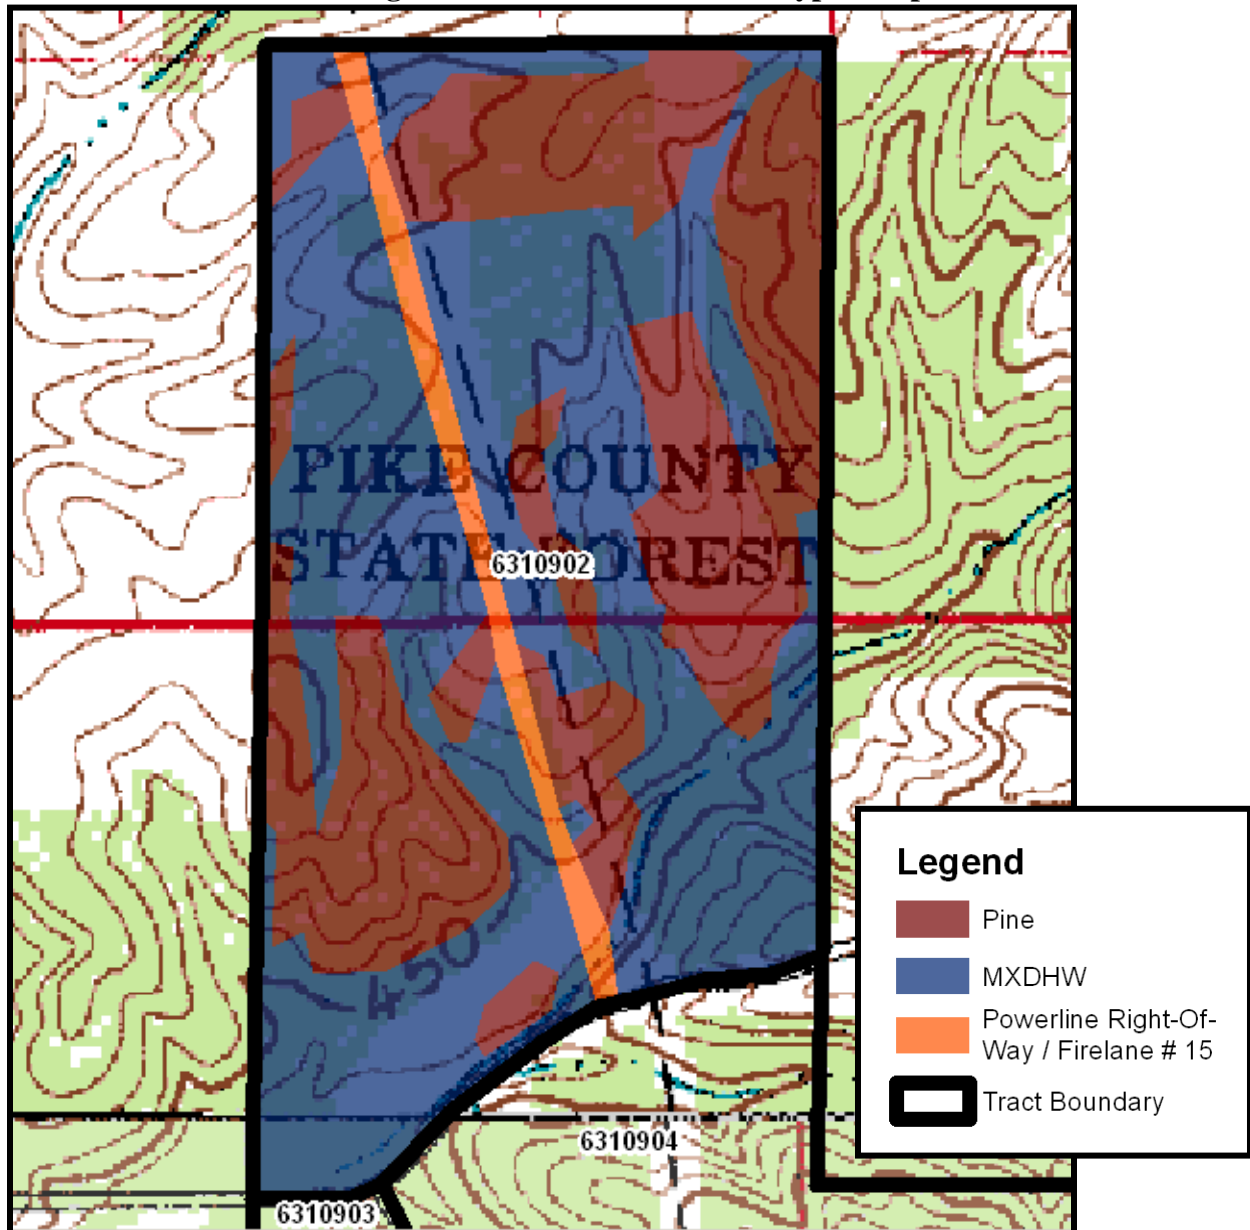 PIKE COUNTY
STATE FOREST
6310902
450
6310904
6310903
Legend
Pine
MXDHW
Powerline Right-Of-
Way / Firelane # 15
Tract Boundary